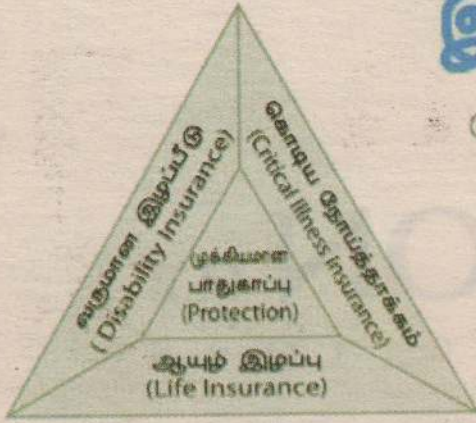 வருமான இழப்பீடு
(Disability Insurance)
கொடிய நோய்த்தாக்கம்
(Critical Illness Insurance)
முக்கியமான
பாதுகாப்பு
(Protection)
ஆயுழ் இழப்பு
(Life Insurance)